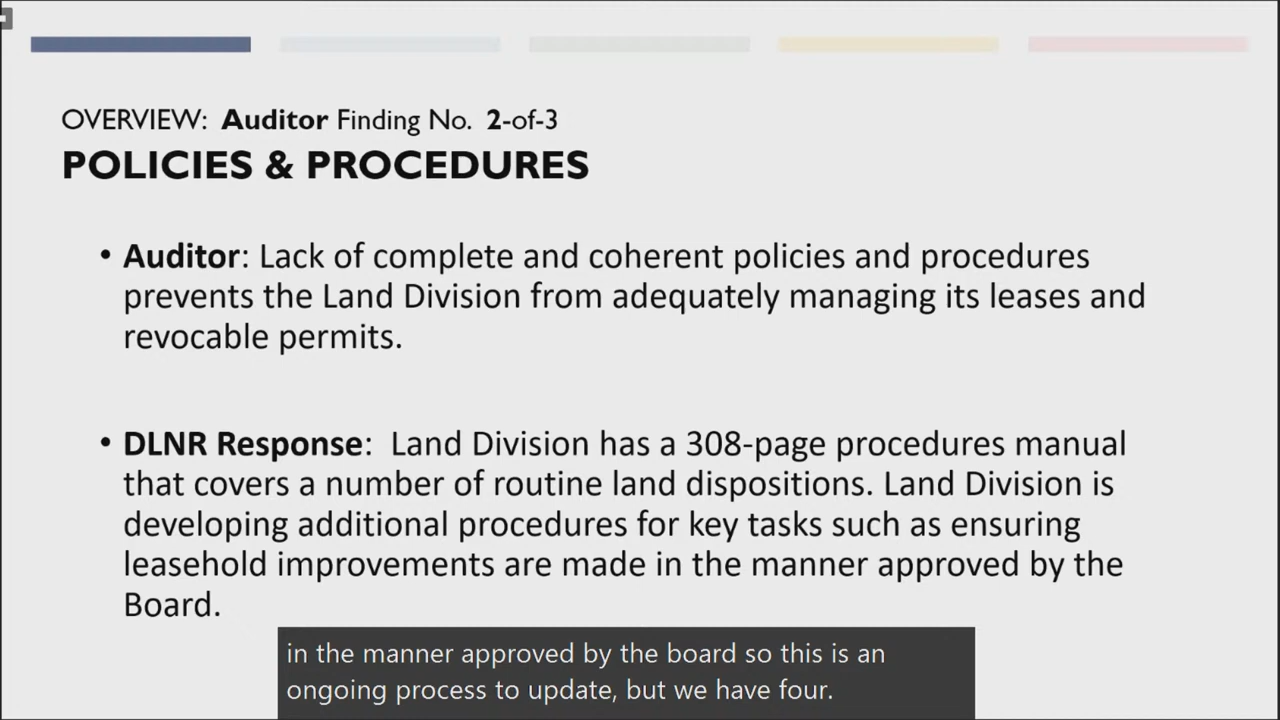 OVERVIEW: Auditor Finding No. 2-of-3
POLICIES & PROCEDURES
• Auditor: Lack of complete and coherent policies and procedures
prevents the Land Division from adequately managing its leases and
revocable permits.
• DLNR Response: Land Division has a 308-page procedures manual
that covers a number of routine land dispositions. Land Division is
developing additional procedures for key tasks such as ensuring
leasehold improvements are made in the manner approved by the
Board.
in the manner approved by the board so this is an
ongoing process to update, but we have four.